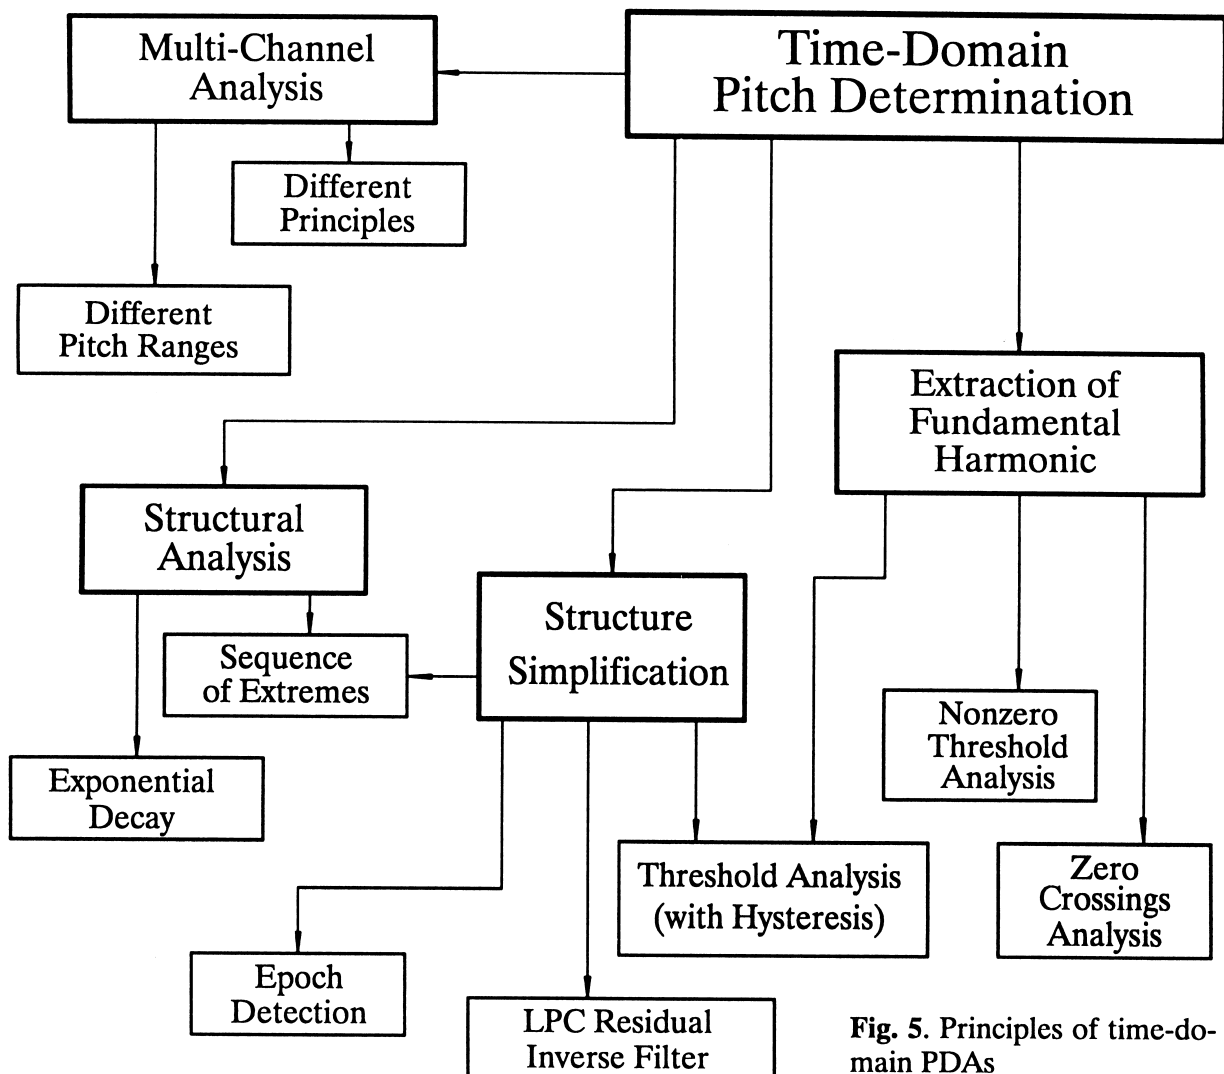 Time-Domain
Pitch Determination
Multi-Channel
Analysis
Different
Principles
Different
Pitch Ranges
Extraction of
Fundamental
Harmonic
Structural
Analysis
Structure
Simplification
Sequence
of Extremes
Nonzero
Threshold
Analysis
Exponential
Decay
Threshold Analysis
(with Hysteresis)
Zero
Crossings
Analysis
Epoch
Detection
LPC Residual
Inverse Filter
Fig. 5. Principles of time-do-
main PDAs